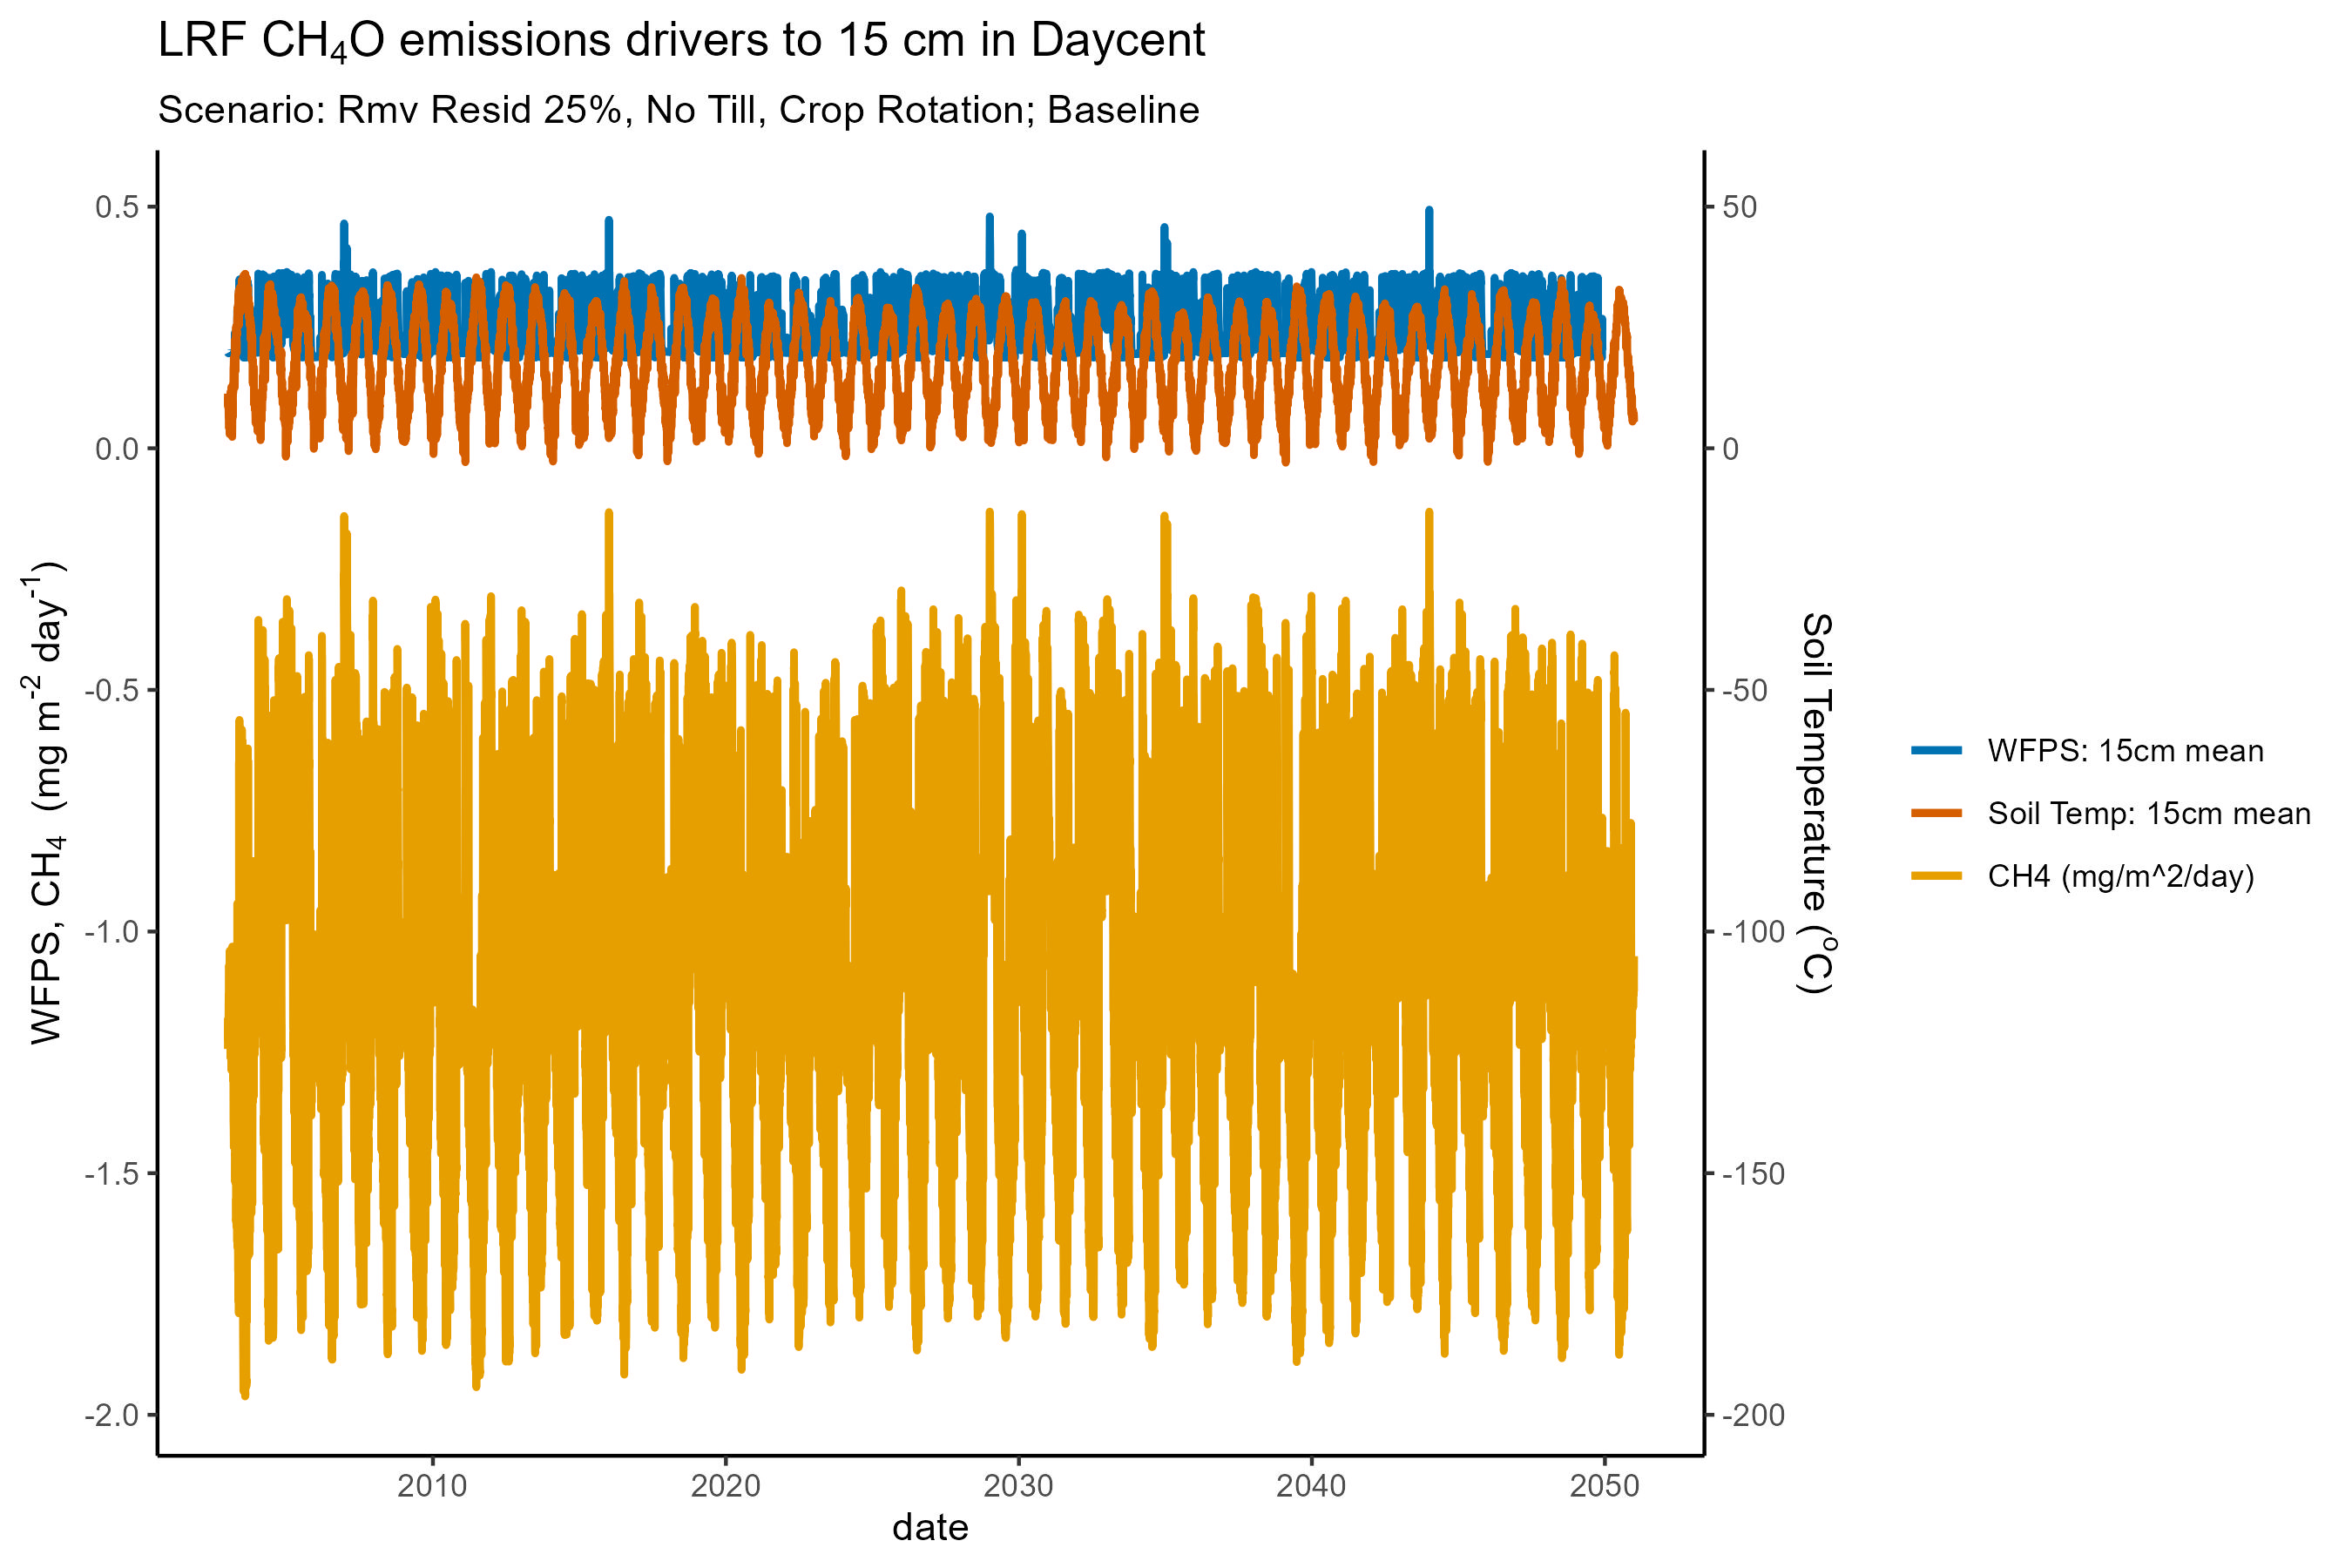 LRF CH₄O emissions drivers to 15 cm in Daycent
Scenario: Rmv Resid 25%, No Till, Crop Rotation; Baseline
WFPS, CH₄ (mg m⁻² day⁻¹)
0.5
0.0
-0.5
-1.0
-1.5
-2.0
50
0
-50
-100
-150
-200
Soil Temperature (ºC)
WFPS: 15cm mean
Soil Temp: 15cm mean
CH4 (mg/m^2/day)
2010 2020 2030 2040 2050
date